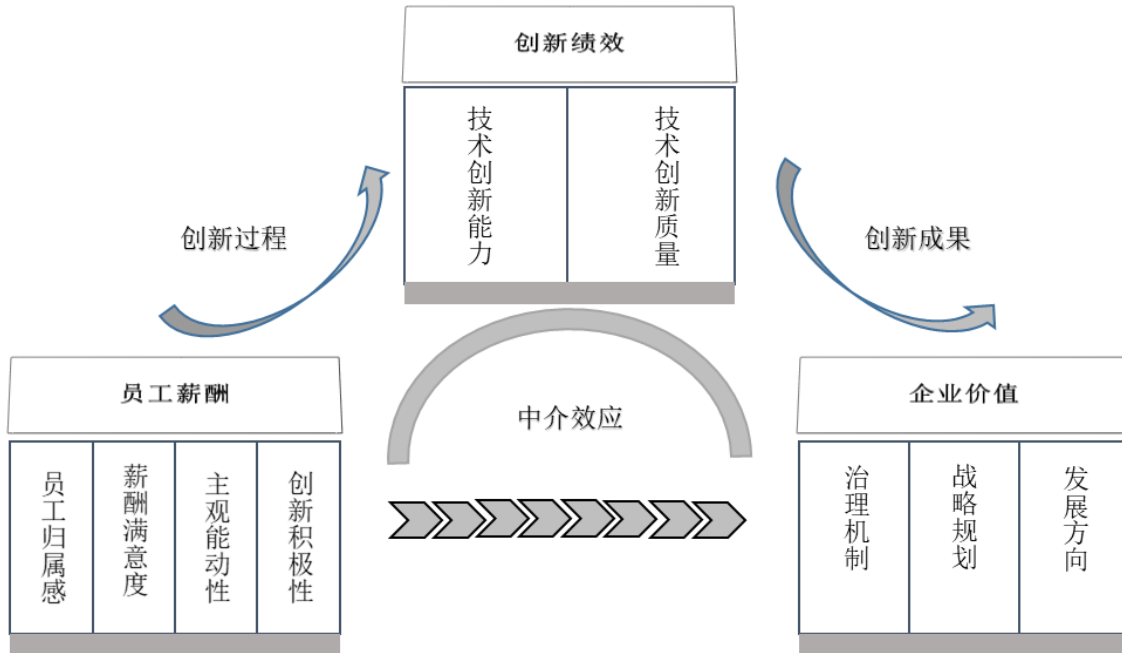 创新绩效
技术创新能力
技术创新质量
创新过程
创新成果
员工薪酬
员工归属感
薪酬满意度
主观能动性
创新积极性
中介效应
企业价值
治理机制
战略规划
发展方向